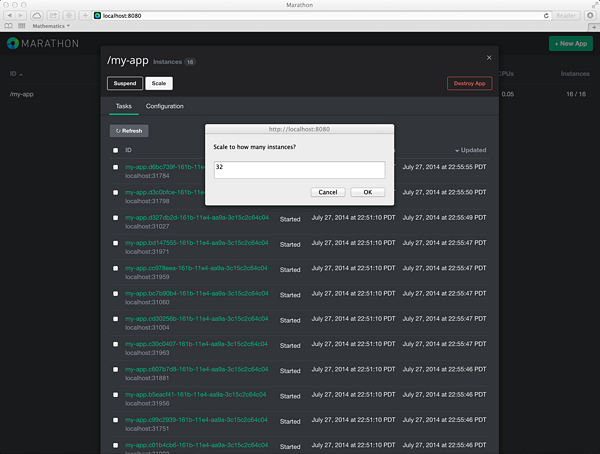 Marathon
localhost:8080
Reader
Mathematics
MARATHON
+ New App
ID
CPUs
Instances
/my-app
0.05
16 / 16
/my-app Instances 16
×
Suspend
Scale
Destroy App
Tasks
Configuration
Refresh
http://localhost:8080
Scale to how many instances?
32
Cancel
OK
ID
Updated
my-app.d6bc739f-161b-11e
July 27, 2014 at 22:55:55 PDT
localhost:31784
my-app.d3c0bfce-161b-11e
July 27, 2014 at 22:55:50 PDT
localhost:31798
my-app.d327db2d-161b-11e4-aa9a-3c15c2c64c04 Started July 27, 2014 at 22:51:10 PDT July 27, 2014 at 22:55:49 PDT
localhost:31027
my-app.bd147555-161b-11e4-aa9a-3c15c2c64c04 Started July 27, 2014 at 22:51:10 PDT July 27, 2014 at 22:55:47 PDT
localhost:31971
my-app.cc978eea-161b-11e4-aa9a-3c15c2c64c04 Started July 27, 2014 at 22:51:10 PDT July 27, 2014 at 22:55:47 PDT
localhost:31959
my-app.bc7b90b4-161b-11e4-aa9a-3c15c2c64c04 Started July 27, 2014 at 22:51:10 PDT July 27, 2014 at 22:55:47 PDT
localhost:31060
my-app.cd30256b-161b-11e4-aa9a-3c15c2c64c04 Started July 27, 2014 at 22:51:10 PDT July 27, 2014 at 22:55:47 PDT
localhost:31004
my-app.c30c0407-161b-11e4-aa9a-3c15c2c64c04 Started July 27, 2014 at 22:51:10 PDT July 27, 2014 at 22:55:47 PDT
localhost:31963
my-app.c607b7d8-161b-11e4-aa9a-3c15c2c64c04 Started July 27, 2014 at 22:51:10 PDT July 27, 2014 at 22:55:46 PDT
localhost:31881
my-app.b5eacf41-161b-11e4-aa9a-3c15c2c64c04 Started July 27, 2014 at 22:51:10 PDT July 27, 2014 at 22:55:46 PDT
localhost:31956
my-app.c99c2939-161b-11e4-aa9a-3c15c2c64c04 Started July 27, 2014 at 22:51:10 PDT July 27, 2014 at 22:55:46 PDT
localhost:31751
my-app.c01b4cb6-161b-11e4-aa9a-3c15c2c64c04 Started July 27, 2014 at 22:51:10 PDT July 27, 2014 at 22:55:46 PDT